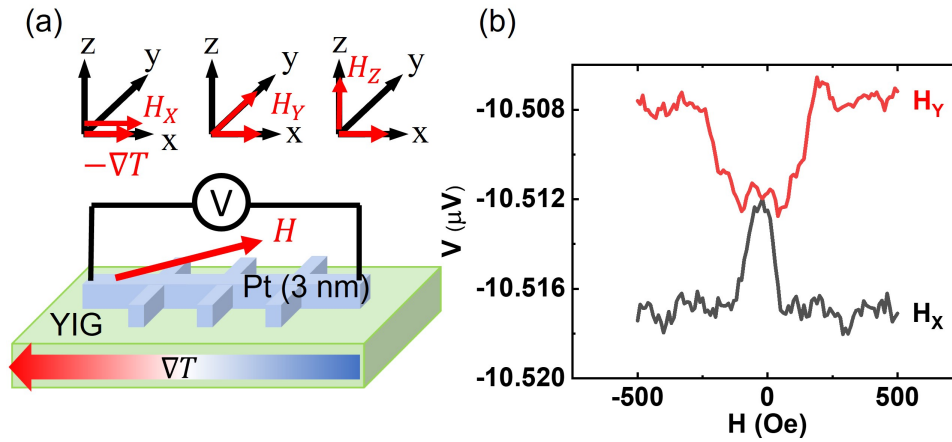 (a)
z
y
H_X
x
−∇T
z
y
H_Y
x
z
H_Z
y
x
V
H
Pt (3 nm)
YIG
∇T
(b)
V (μV)
-10.508
-10.512
-10.516
-10.520
H_Y
H_X
-500
0
500
H (Oe)